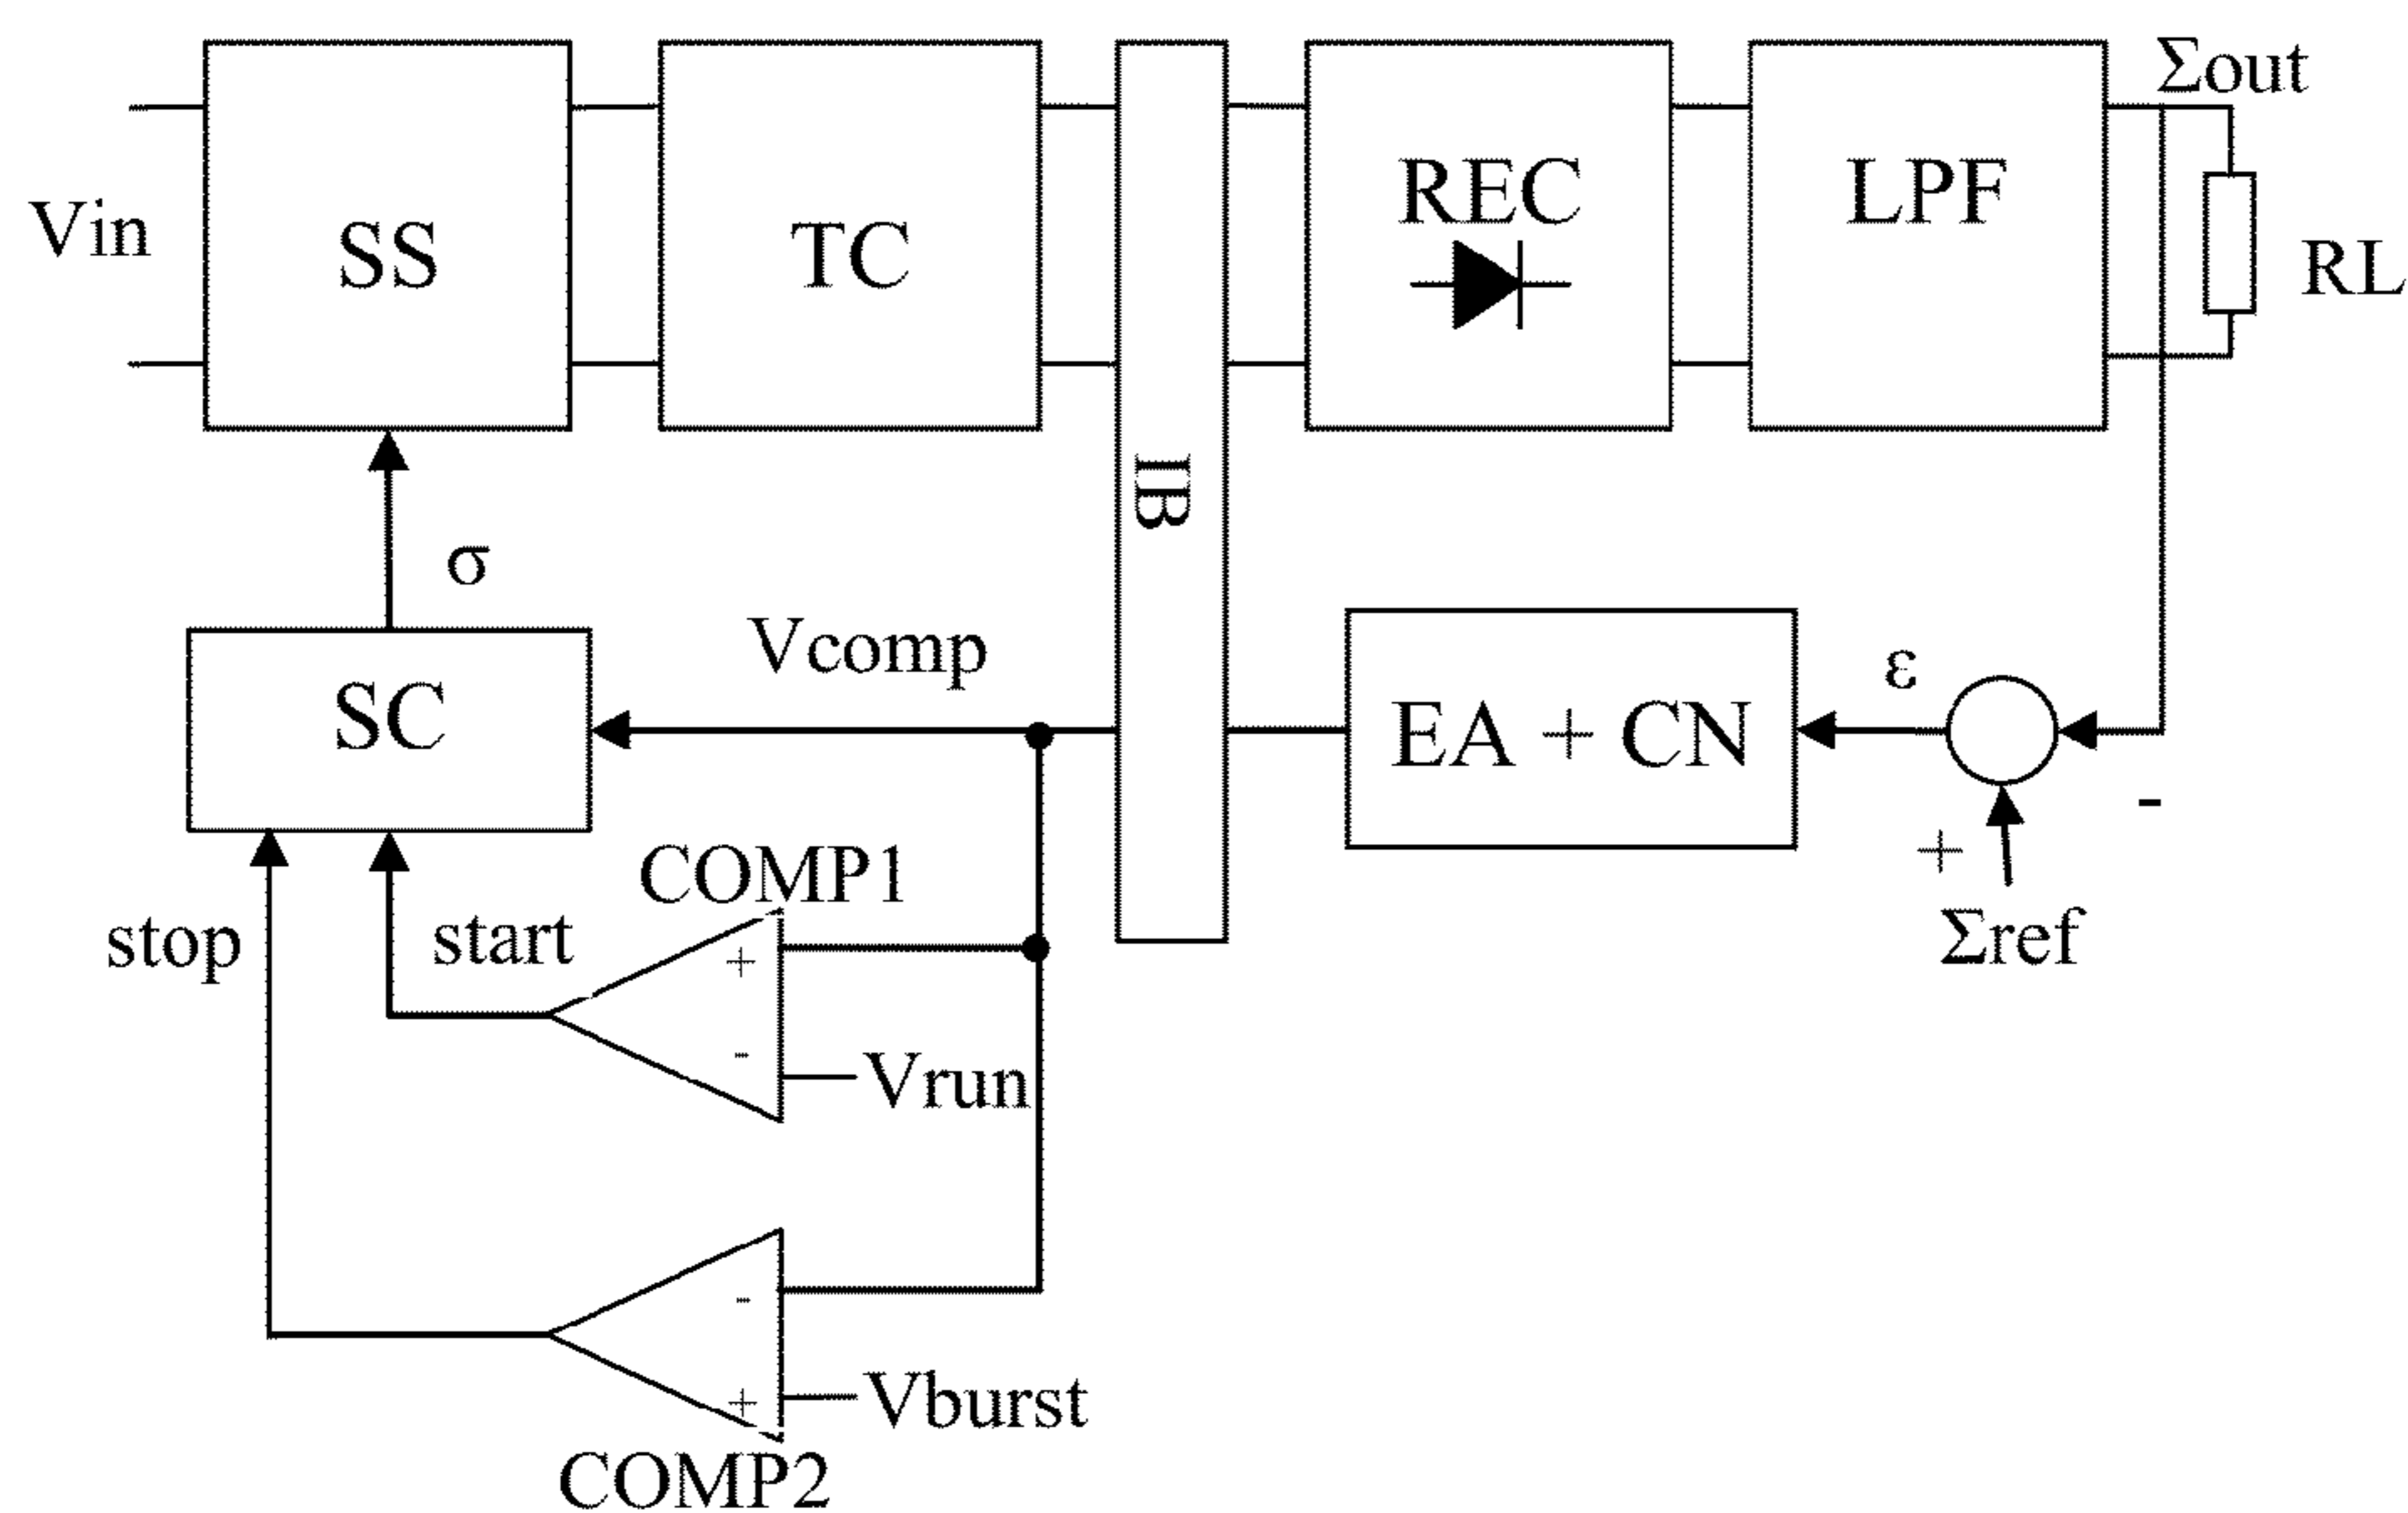 Σout
Vin
SS
TC
REC
LPF
RL
IB
σ
SC
Vcomp
EA + CN
ε
-
+
Σref
COMP1
stop
start
+
-
Vrun
-
+
Vburst
COMP2